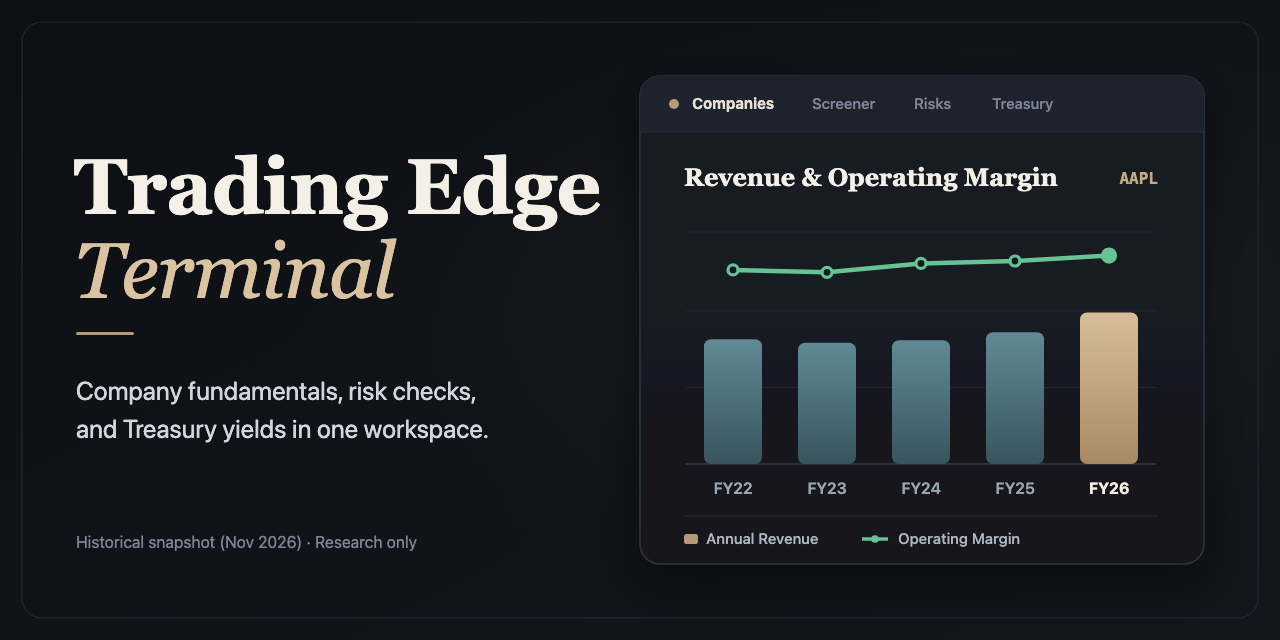 Trading Edge
Terminal
Company fundamentals, risk checks,
and Treasury yields in one workspace.
Historical snapshot (Nov 2026) · Research only
Companies Screener Risks Treasury
Revenue & Operating Margin AAPL
FY22 FY23 FY24 FY25 FY26
Annual Revenue Operating Margin